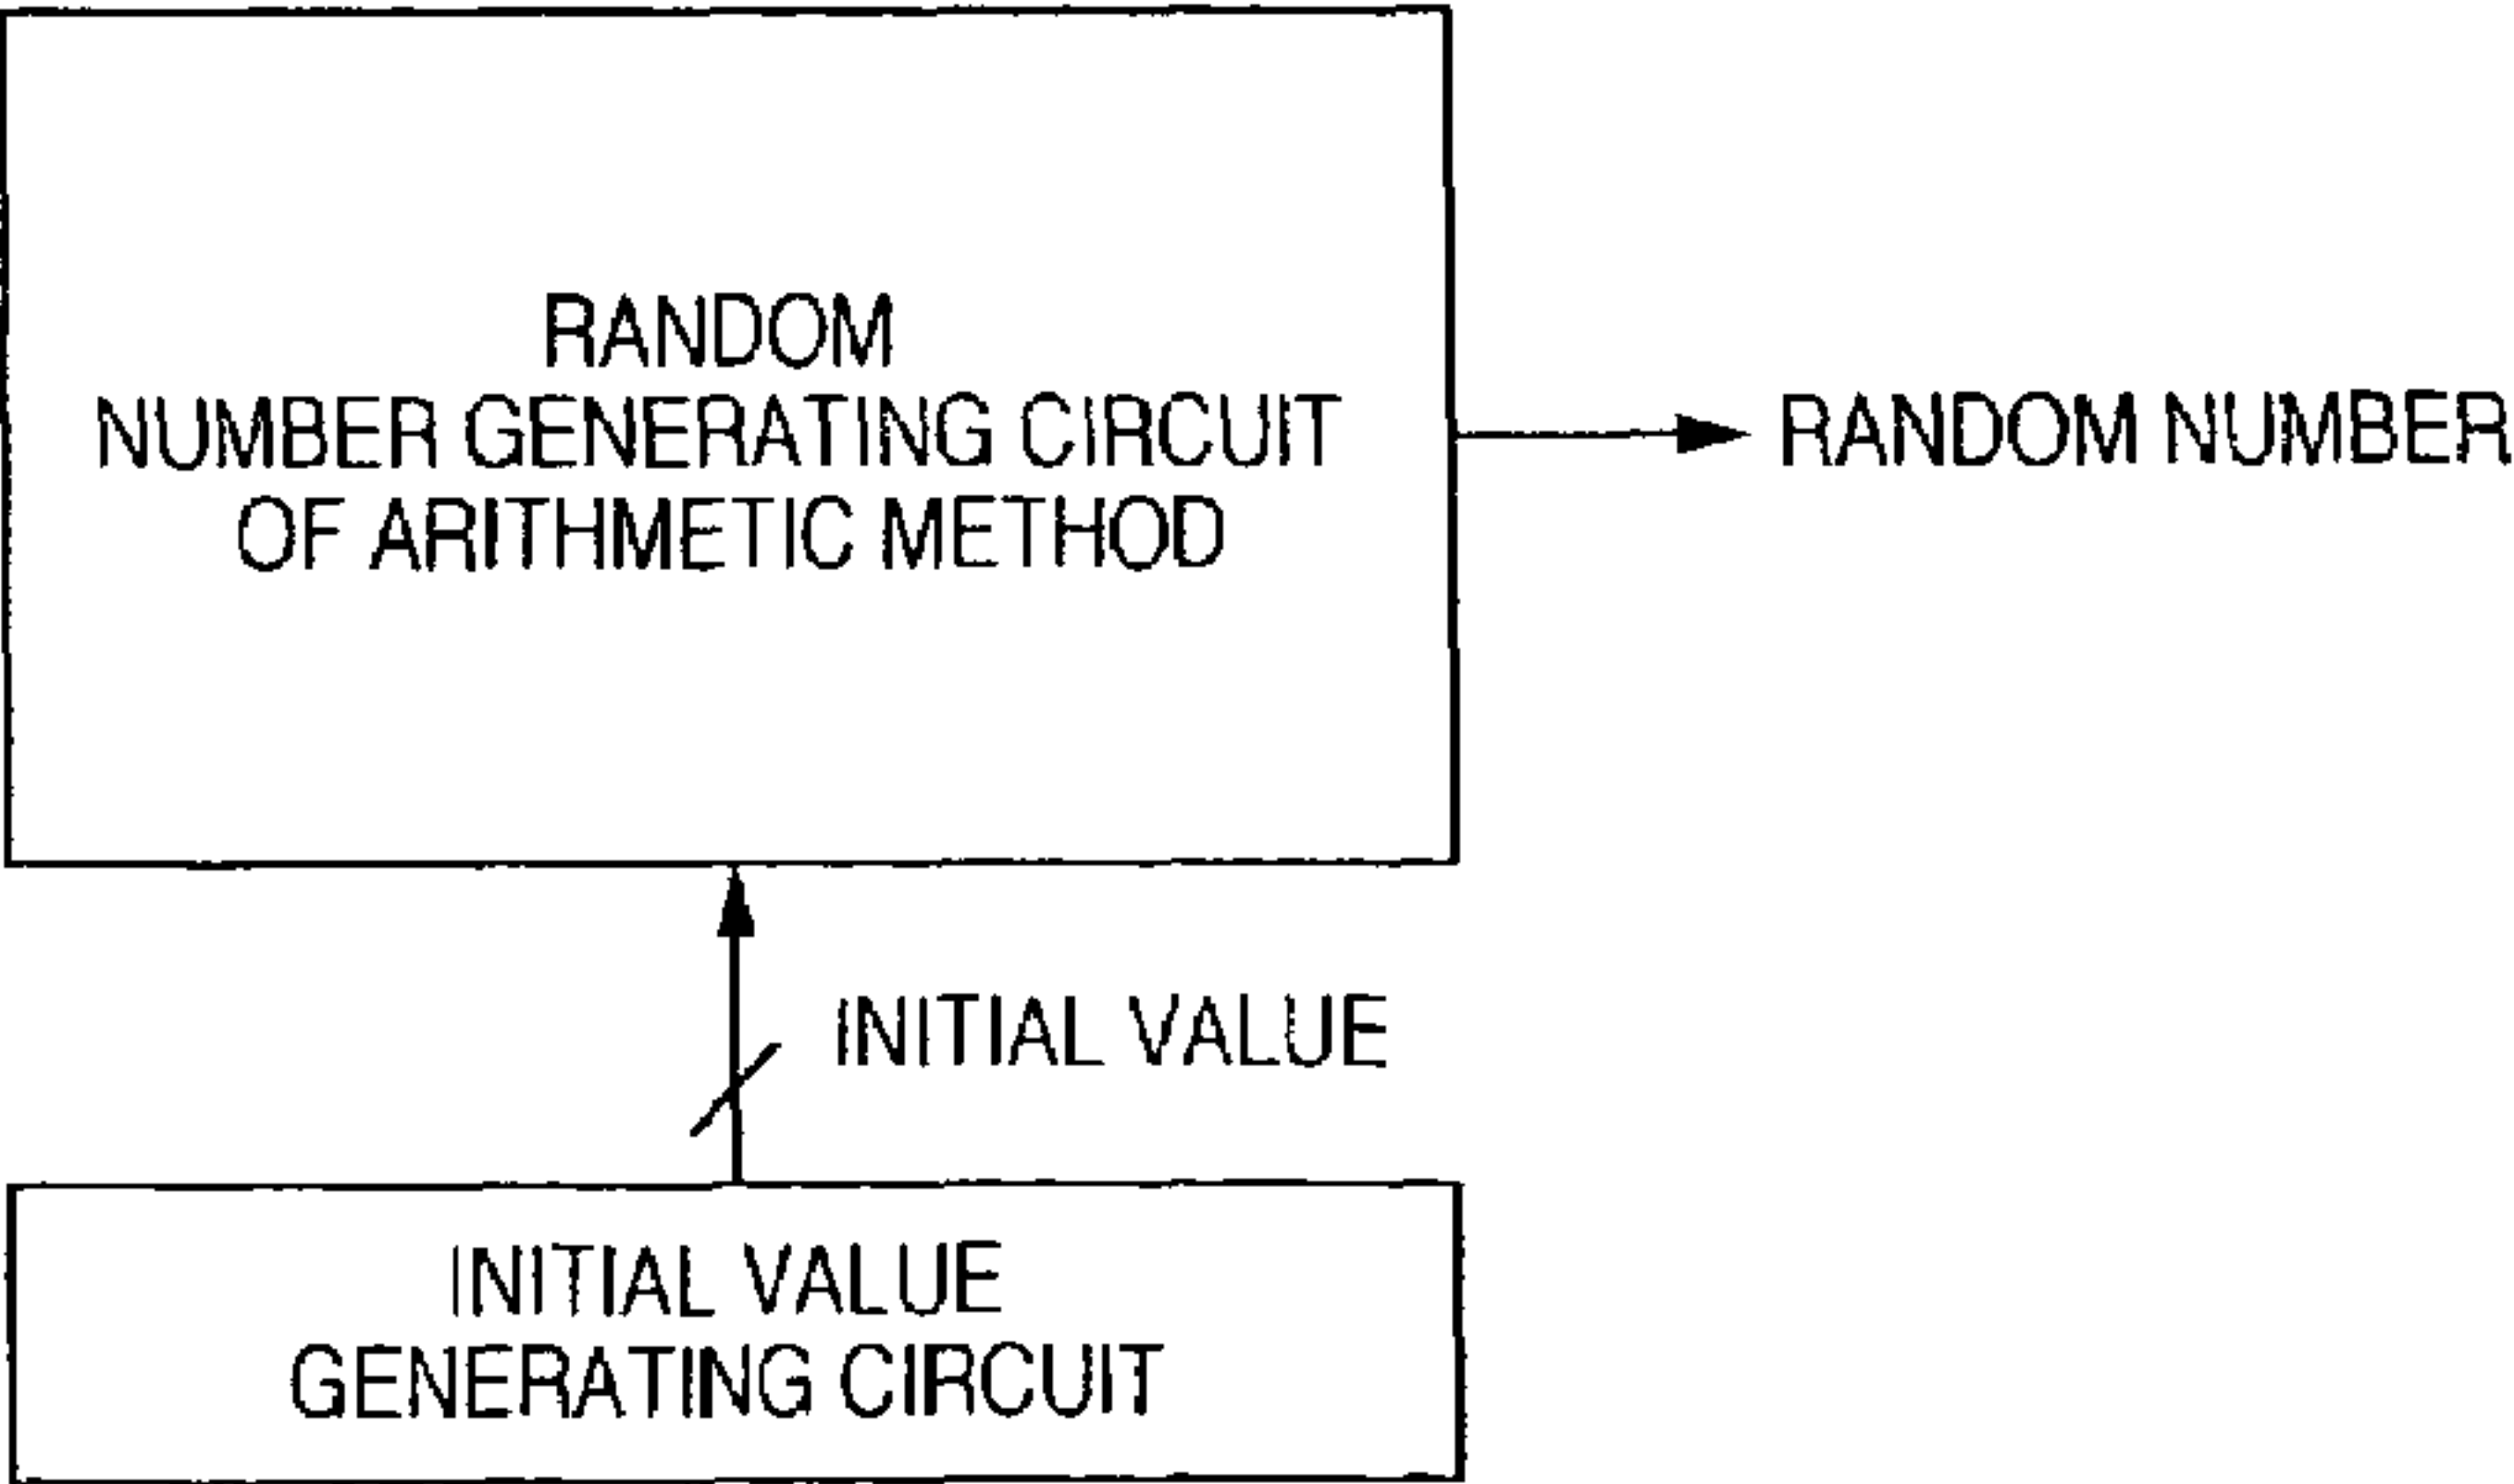 RANDOM
NUMBER GENERATING CIRCUIT
OF ARITHMETIC METHOD
RANDOM NUMBER
INITIAL VALUE
INITIAL VALUE
GENERATING CIRCUIT